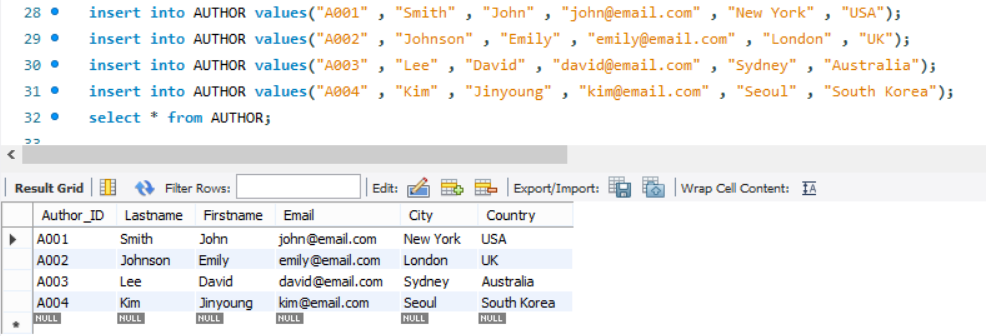 28 insert into AUTHOR values("A001" , "Smith" , "John" , "john@email.com" , "New York" , "USA");
29 insert into AUTHOR values("A002" , "Johnson" , "Emily" , "emily@email.com" , "London" , "UK");
30 insert into AUTHOR values("A003" , "Lee" , "David" , "david@email.com" , "Sydney" , "Australia");
31 insert into AUTHOR values("A004" , "Kim" , "Jinyoung" , "kim@email.com" , "Seoul" , "South Korea");
32 select * from AUTHOR;
33
Result Grid Filter Rows: Edit: Export/Import: Wrap Cell Content: IA
Author_ID Lastname Firstname Email City Country
A001 Smith John john@email.com New York USA
A002 Johnson Emily emily@email.com London UK
A003 Lee David david@email.com Sydney Australia
A004 Kim Jinyoung kim@email.com Seoul South Korea
NULL NULL NULL NULL NULL NULL